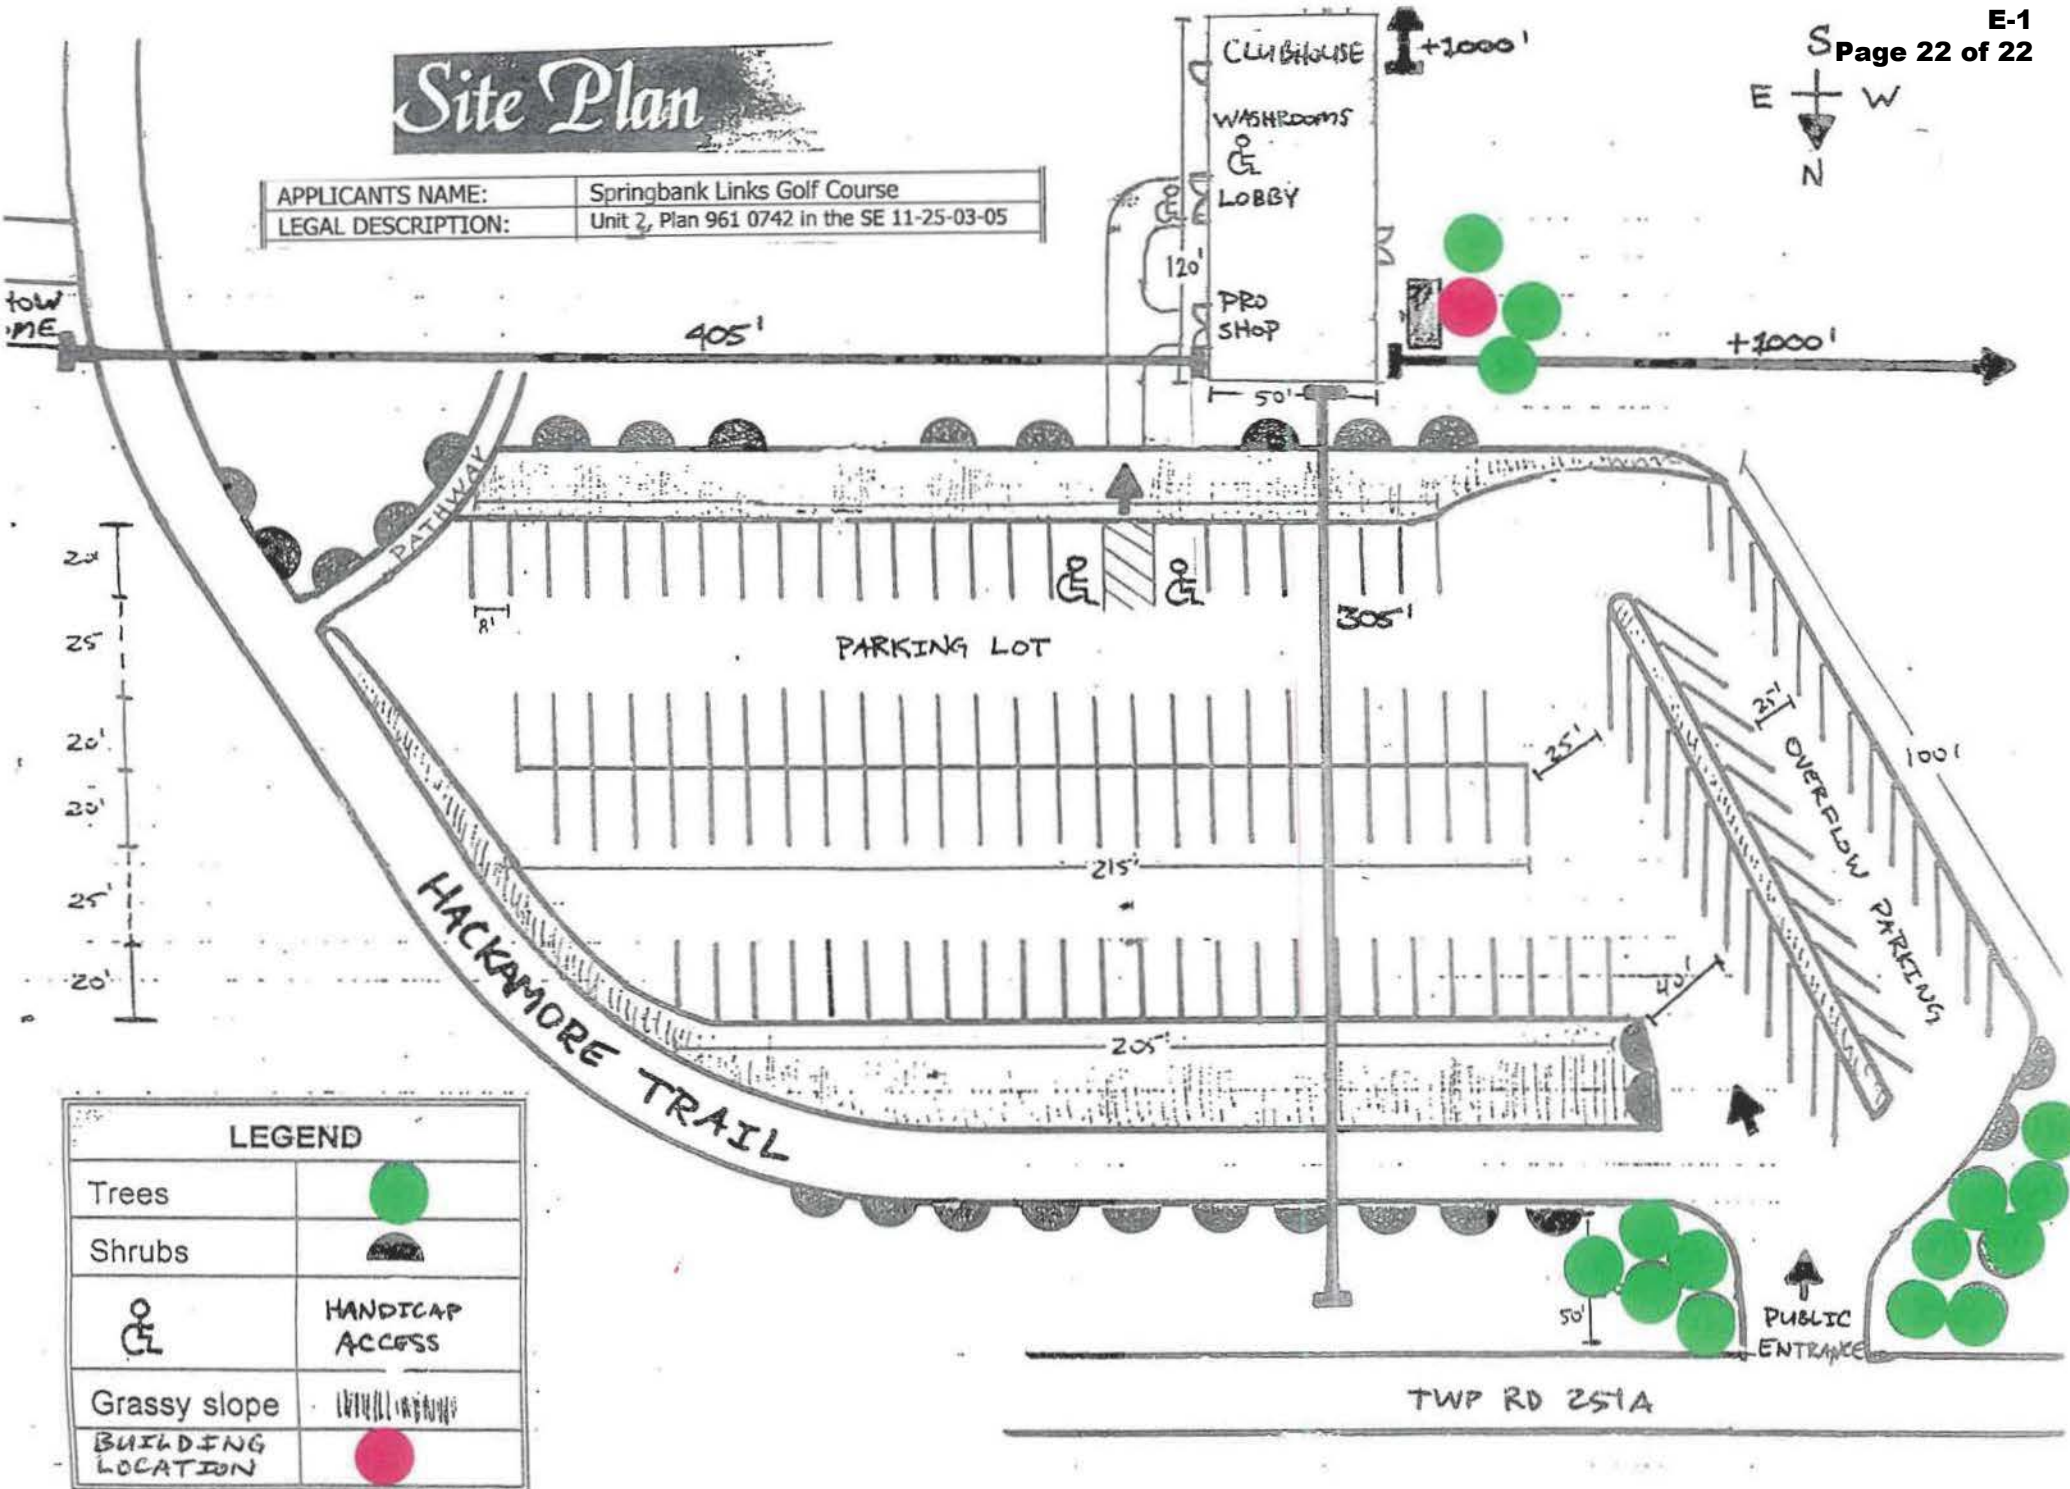 E-1
Page 22 of 22
S
E W
N
Site Plan
APPLICANTS NAME: Springbank Links Golf Course
LEGAL DESCRIPTION: Unit 2, Plan 961 0742 in the SE 11-25-03-05
CLUBHOUSE
+1000'
WASHROOMS
LOBBY
120'
PRO
SHOP
50'
405'
+1000'
PATHWAY
20'
25'
20'
20'
25'
20'
8'
305'
PARKING LOT
25'
25'
OVERFLOW PARKING
100'
215'
40'
205'
HACKAMORE TRAIL
LEGEND
Trees
Shrubs
HANDICAP
ACCESS
Grassy slope
BUILDING
LOCATION
50'
PUBLIC
ENTRANCE
TWP RD 251A